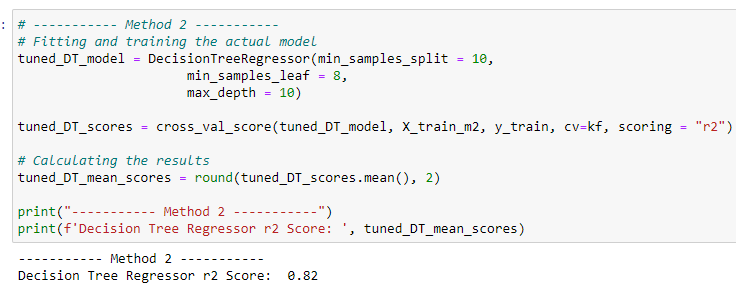 : # ----------- Method 2 -----------
# Fitting and training the actual model
tuned_DT_model = DecisionTreeRegressor(min_samples_split = 10,
                      min_samples_leaf = 8,
                      max_depth = 10)
tuned_DT_scores = cross_val_score(tuned_DT_model, X_train_m2, y_train, cv=kf, scoring = "r2")
# Calculating the results
tuned_DT_mean_scores = round(tuned_DT_scores.mean(), 2)
print("----------- Method 2 -----------")
print(f'Decision Tree Regressor r2 Score: ', tuned_DT_mean_scores)
----------- Method 2 -----------
Decision Tree Regressor r2 Score:  0.82